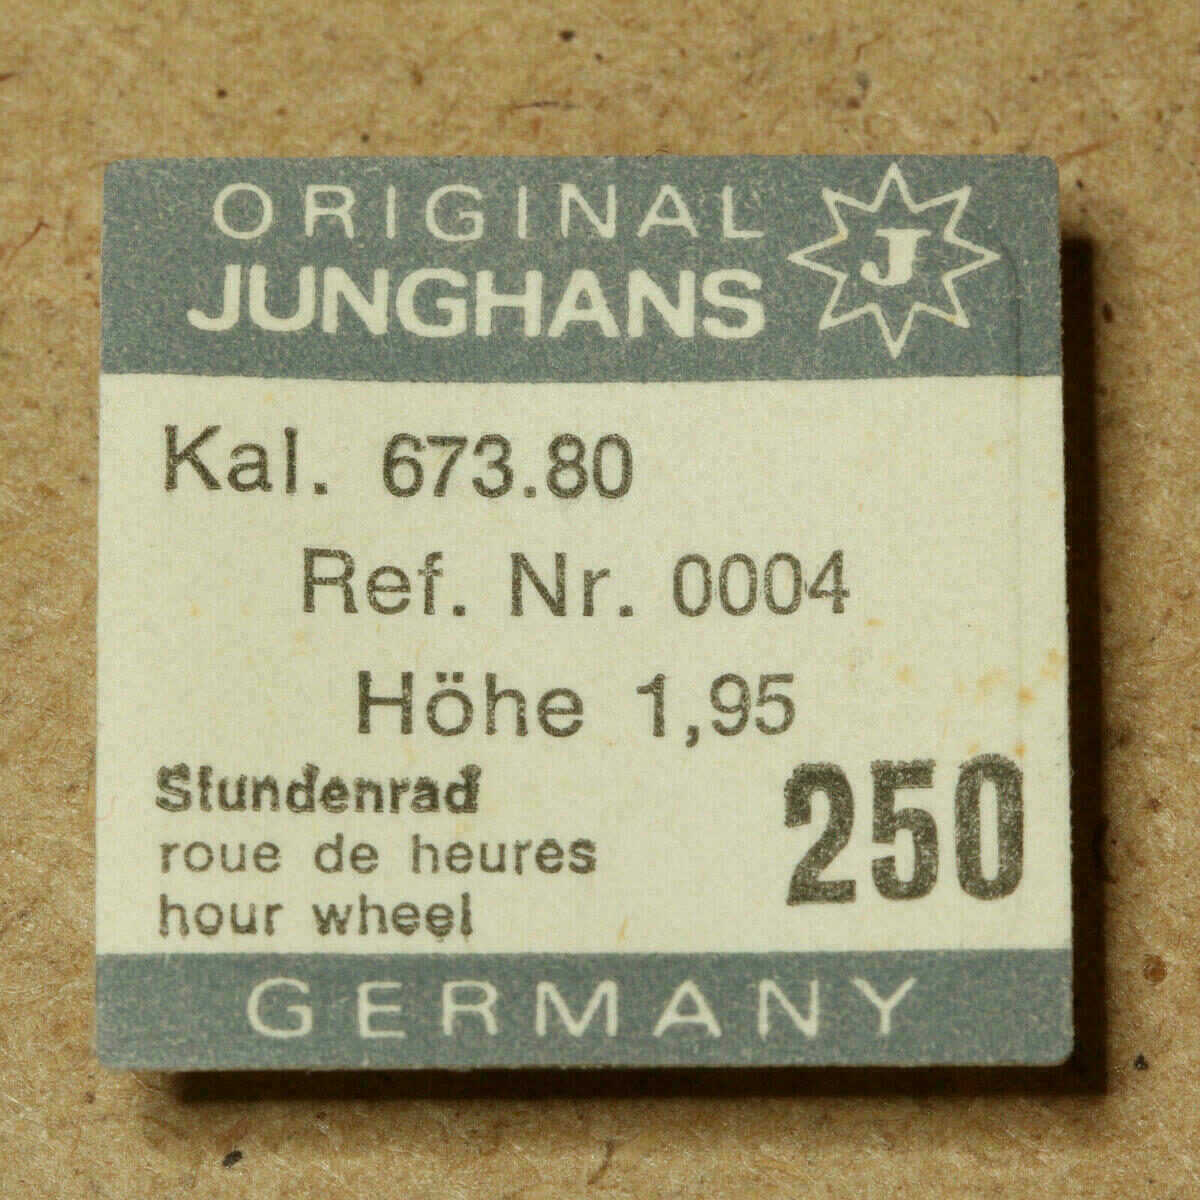 ORIGINAL
JUNGHANS
J
Kal. 673.80
Ref. Nr. 0004
Höhe 1,95
Stundenrad
roue de heures
hour wheel
250
GERMANY